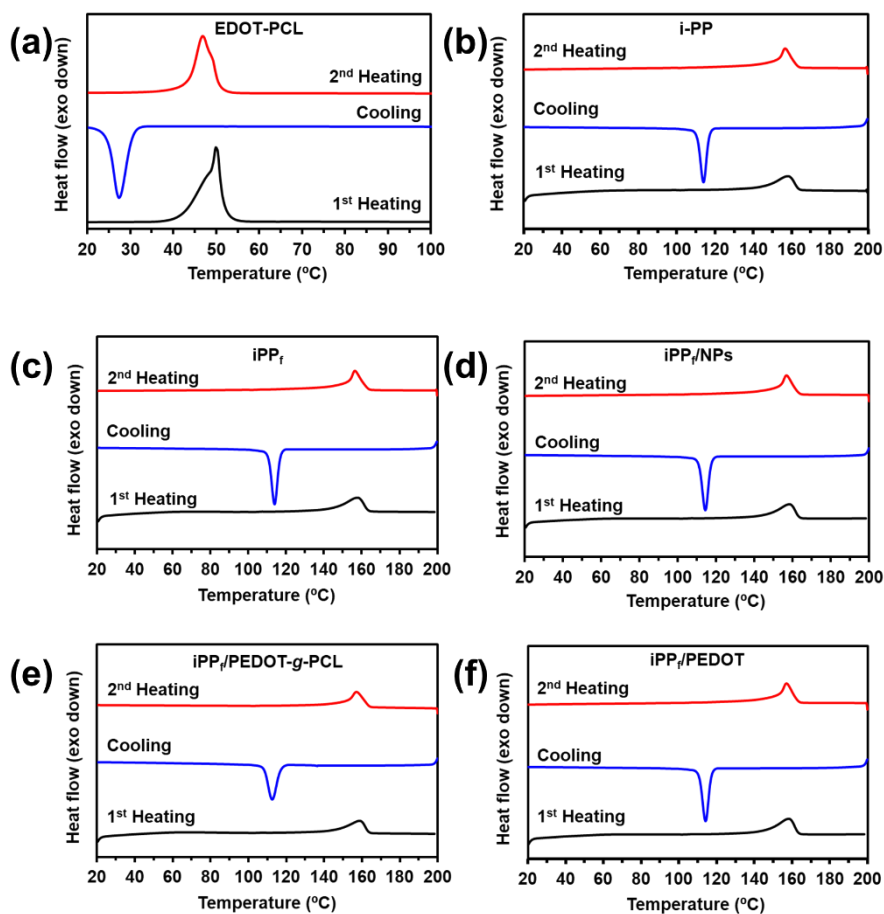 (a)
EDOT-PCL
2nd Heating
Cooling
1st Heating
Heat flow (exo down)
20 30 40 50 60 70 80 90 100
Temperature (ºC)
(b)
i-PP
2nd Heating
Cooling
1st Heating
Heat flow (exo down)
20 40 60 80 100 120 140 160 180 200
Temperature (ºC)
(c)
iPPf
2nd Heating
Cooling
1st Heating
Heat flow (exo down)
20 40 60 80 100 120 140 160 180 200
Temperature (ºC)
(d)
iPPf/NPs
2nd Heating
Cooling
1st Heating
Heat flow (exo down)
20 40 60 80 100 120 140 160 180 200
Temperature (ºC)
(e)
iPPf/PEDOT-g-PCL
2nd Heating
Cooling
1st Heating
Heat flow (exo down)
20 40 60 80 100 120 140 160 180 200
Temperature (ºC)
(f)
iPPf/PEDOT
2nd Heating
Cooling
1st Heating
Heat flow (exo down)
20 40 60 80 100 120 140 160 180 200
Temperature (ºC)